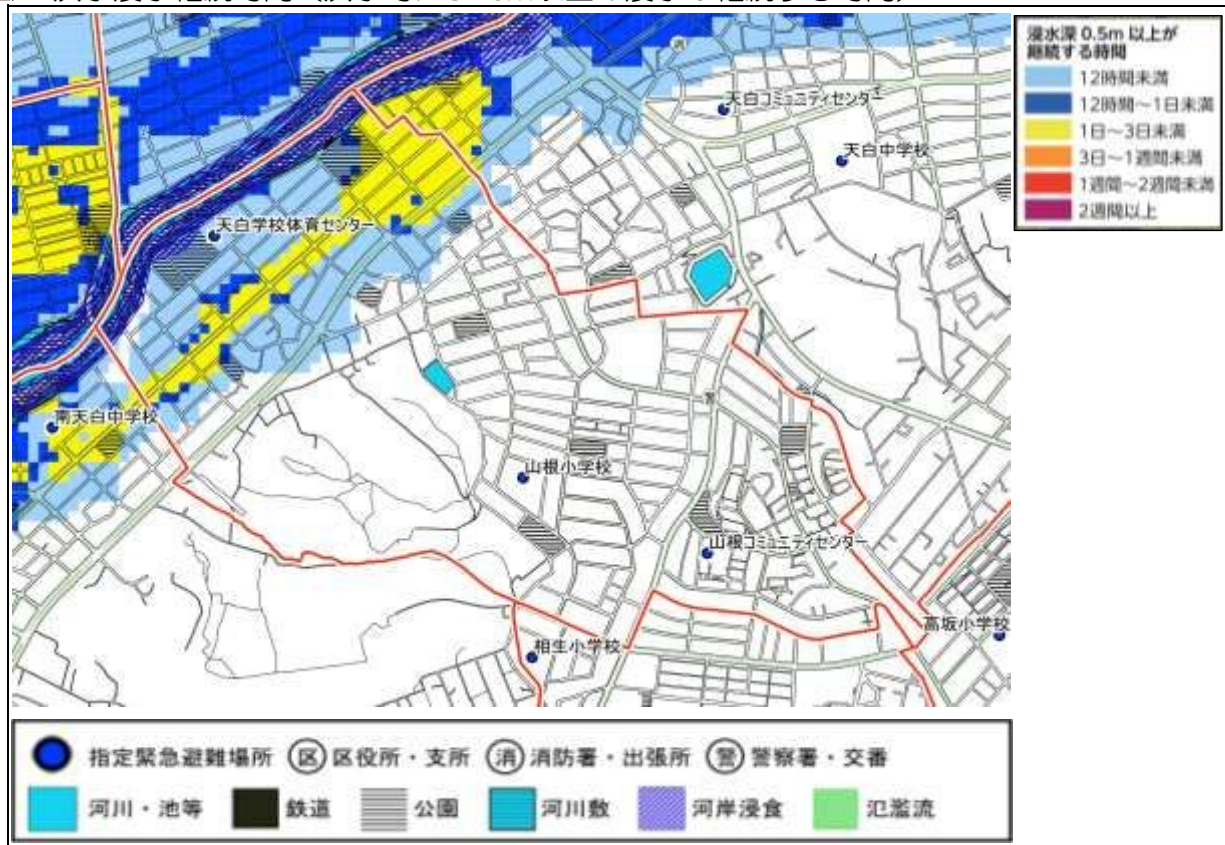 浸水深 0.5m 以上が
継続する時間
12時間未満
12時間～1日未満
1日～3日未満
3日～1週間未満
1週間～2週間未満
2週間以上
消
天白コミュニティセンター
天白中学校
天白学校体育センター
南天白中学校
山根小学校
山根コミュニティセンター
高坂小学校
相生小学校
指定緊急避難場所 区 区役所・支所 消 消防署・出張所 警 警察署・交番
河川・池等 鉄道 公園 河川敷 河岸浸食 氾濫流